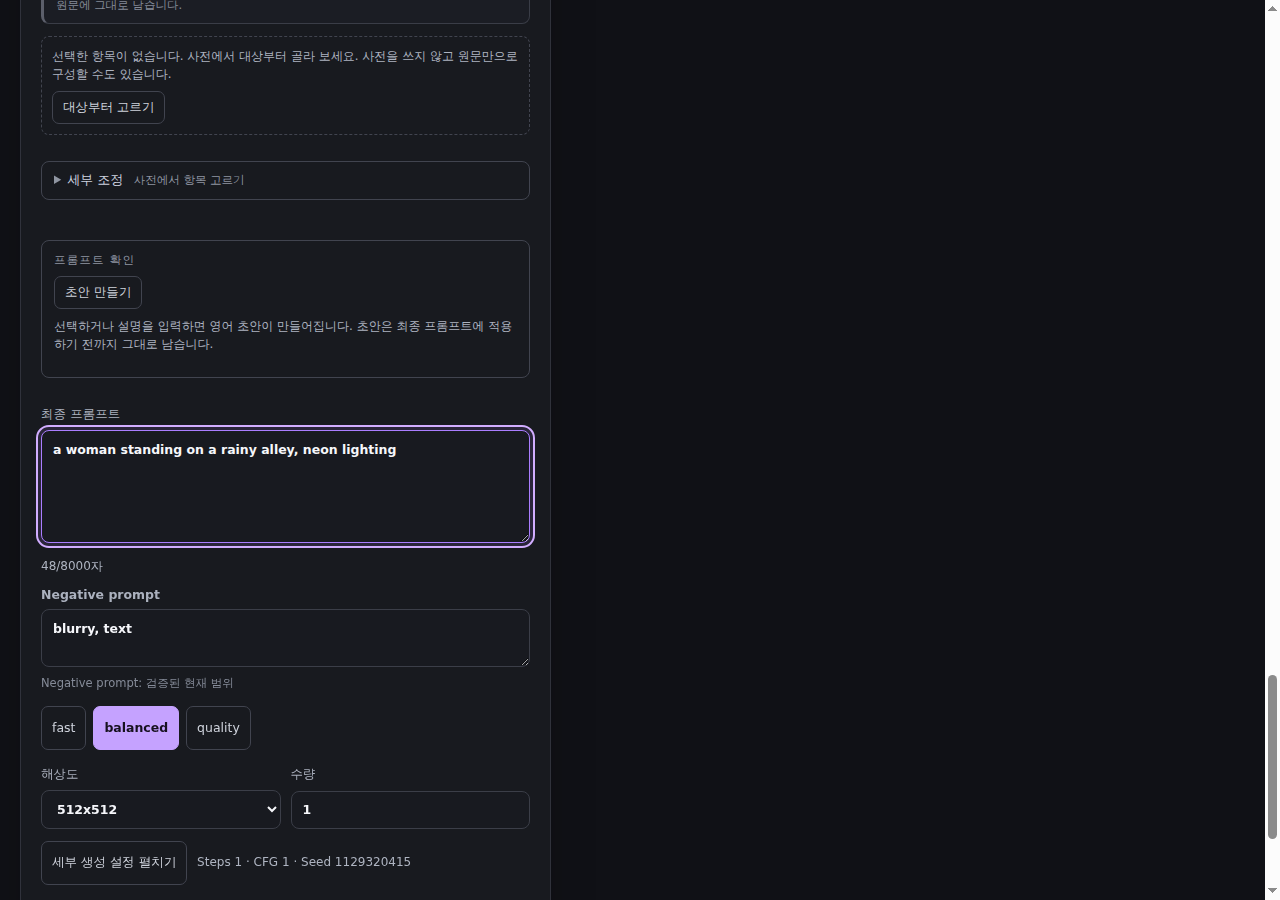 원문에 그대로 남습니다.
선택한 항목이 없습니다. 사전에서 대상부터 골라 보세요. 사전을 쓰지 않고 원문만으로
구성할 수도 있습니다.
대상부터 고르기
세부 조정 사전에서 항목 고르기
프롬프트 확인
초안 만들기
선택하거나 설명을 입력하면 영어 초안이 만들어집니다. 초안은 최종 프롬프트에 적용
하기 전까지 그대로 남습니다.
최종 프롬프트
a woman standing on a rainy alley, neon lighting
48/8000자
Negative prompt
blurry, text
Negative prompt: 검증된 현재 범위
fast balanced quality
해상도 수량
512x512 1
세부 생성 설정 펼치기 Steps 1 · CFG 1 · Seed 1129320415